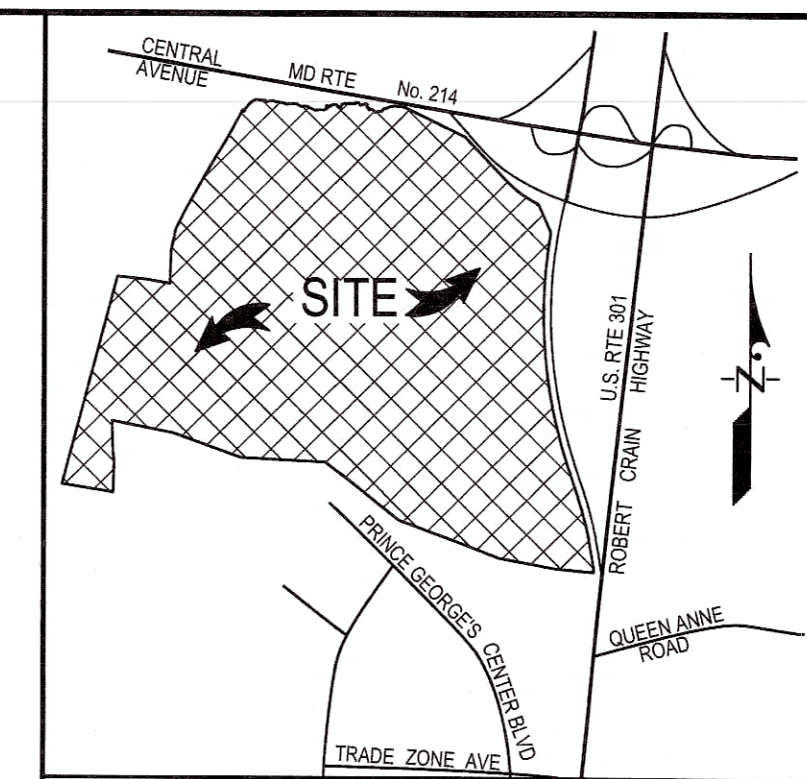 CENTRAL
AVENUE
MD RTE
No. 214
SITE
U.S. RTE 301
HIGHWAY
ROBERT CRAIN
N
PRINCE GEORGE'S CENTER BLVD
QUEEN ANNE
ROAD
TRADE ZONE AVE